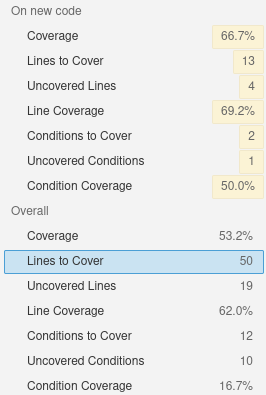 On new code
Coverage 66.7%
Lines to Cover 13
Uncovered Lines 4
Line Coverage 69.2%
Conditions to Cover 2
Uncovered Conditions 1
Condition Coverage 50.0%
Overall
Coverage 53.2%
Lines to Cover 50
Uncovered Lines 19
Line Coverage 62.0%
Conditions to Cover 12
Uncovered Conditions 10
Condition Coverage 16.7%